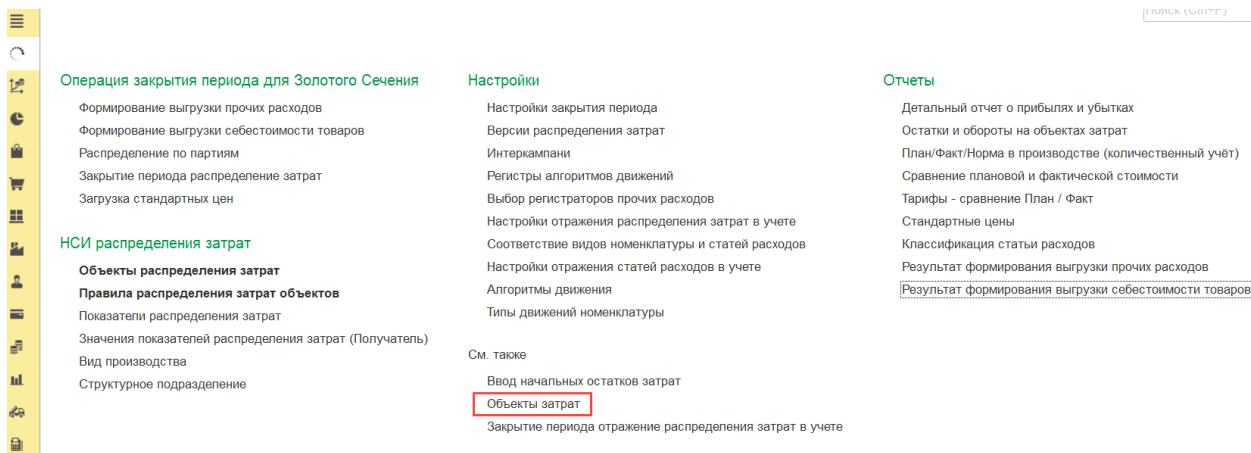 Поиск (Ctrl+F)
Операция закрытия периода для Золотого Сечения
Формирование выгрузки прочих расходов
Формирование выгрузки себестоимости товаров
Распределение по партиям
Закрытие периода распределение затрат
Загрузка стандартных цен
НСИ распределения затрат
Объекты распределения затрат
Правила распределения затрат объектов
Показатели распределения затрат
Значения показателей распределения затрат (Получатель)
Вид производства
Структурное подразделение
Настройки
Настройки закрытия периода
Версии распределения затрат
Интеркампани
Регистры алгоритмов движений
Выбор регистраторов прочих расходов
Настройки отражения распределения затрат в учете
Соответствие видов номенклатуры и статей расходов
Настройки отражения статей расходов в учете
Алгоритмы движения
Типы движений номенклатуры
См. также
Ввод начальных остатков затрат
Объекты затрат
Закрытие периода отражение распределения затрат в учете
Отчеты
Детальный отчет о прибылях и убытках
Остатки и обороты на объектах затрат
План/Факт/Норма в производстве (количественный учёт)
Сравнение плановой и фактической стоимости
Тарифы - сравнение План / Факт
Стандартные цены
Классификация статьи расходов
Результат формирования выгрузки прочих расходов
Результат формирования выгрузки себестоимости товаров